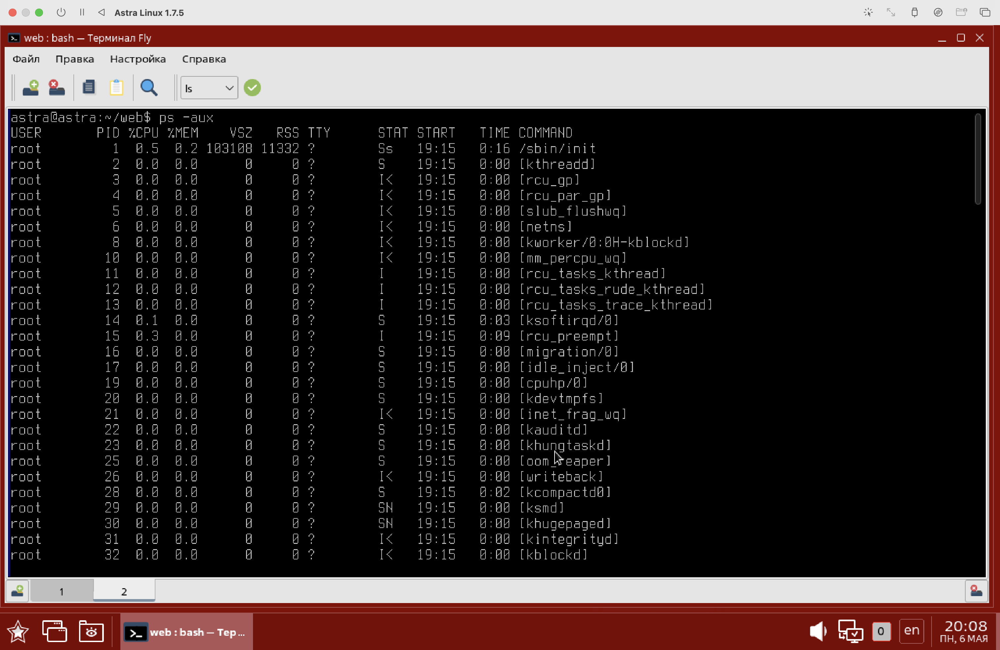 Astra Linux 1.7.5
web : bash — Терминал Fly
Файл Правка Настройка Справка
ls
astra@astra:~/web$ ps -aux
USER PID %CPU %MEM VSZ RSS TTY STAT START TIME COMMAND
root 1 0.5 0.2 103108 11332 ? Ss 19:15 0:16 /sbin/init
root 2 0.0 0.0 0 0 ? S 19:15 0:00 [kthreadd]
root 3 0.0 0.0 0 0 ? I< 19:15 0:00 [rcu_gp]
root 4 0.0 0.0 0 0 ? I< 19:15 0:00 [rcu_par_gp]
root 5 0.0 0.0 0 0 ? I< 19:15 0:00 [slub_flushwq]
root 6 0.0 0.0 0 0 ? I< 19:15 0:00 [netns]
root 8 0.0 0.0 0 0 ? I< 19:15 0:00 [kworker/0:0H-kblockd]
root 10 0.0 0.0 0 0 ? I< 19:15 0:00 [mm_percpu_wq]
root 11 0.0 0.0 0 0 ? I 19:15 0:00 [rcu_tasks_kthread]
root 12 0.0 0.0 0 0 ? I 19:15 0:00 [rcu_tasks_rude_kthread]
root 13 0.0 0.0 0 0 ? I 19:15 0:00 [rcu_tasks_trace_kthread]
root 14 0.1 0.0 0 0 ? S 19:15 0:03 [ksoftirqd/0]
root 15 0.3 0.0 0 0 ? I 19:15 0:09 [rcu_preempt]
root 16 0.0 0.0 0 0 ? S 19:15 0:00 [migration/0]
root 17 0.0 0.0 0 0 ? S 19:15 0:00 [idle_inject/0]
root 19 0.0 0.0 0 0 ? S 19:15 0:00 [cpuhp/0]
root 20 0.0 0.0 0 0 ? S 19:15 0:00 [kdevtmpfs]
root 21 0.0 0.0 0 0 ? I< 19:15 0:00 [inet_frag_wq]
root 22 0.0 0.0 0 0 ? S 19:15 0:00 [kauditd]
root 23 0.0 0.0 0 0 ? S 19:15 0:00 [khungtaskd]
root 25 0.0 0.0 0 0 ? S 19:15 0:00 [oom_reaper]
root 26 0.0 0.0 0 0 ? I< 19:15 0:00 [writeback]
root 28 0.0 0.0 0 0 ? S 19:15 0:02 [kcompactd0]
root 29 0.0 0.0 0 0 ? SN 19:15 0:00 [ksmd]
root 30 0.0 0.0 0 0 ? SN 19:15 0:00 [khugepaged]
root 31 0.0 0.0 0 0 ? I< 19:15 0:00 [kintegrityd]
root 32 0.0 0.0 0 0 ? I< 19:15 0:00 [kblockd]
1 2
web : bash — Тер ...
0 en 20:08
ПН, 6 МАЯ